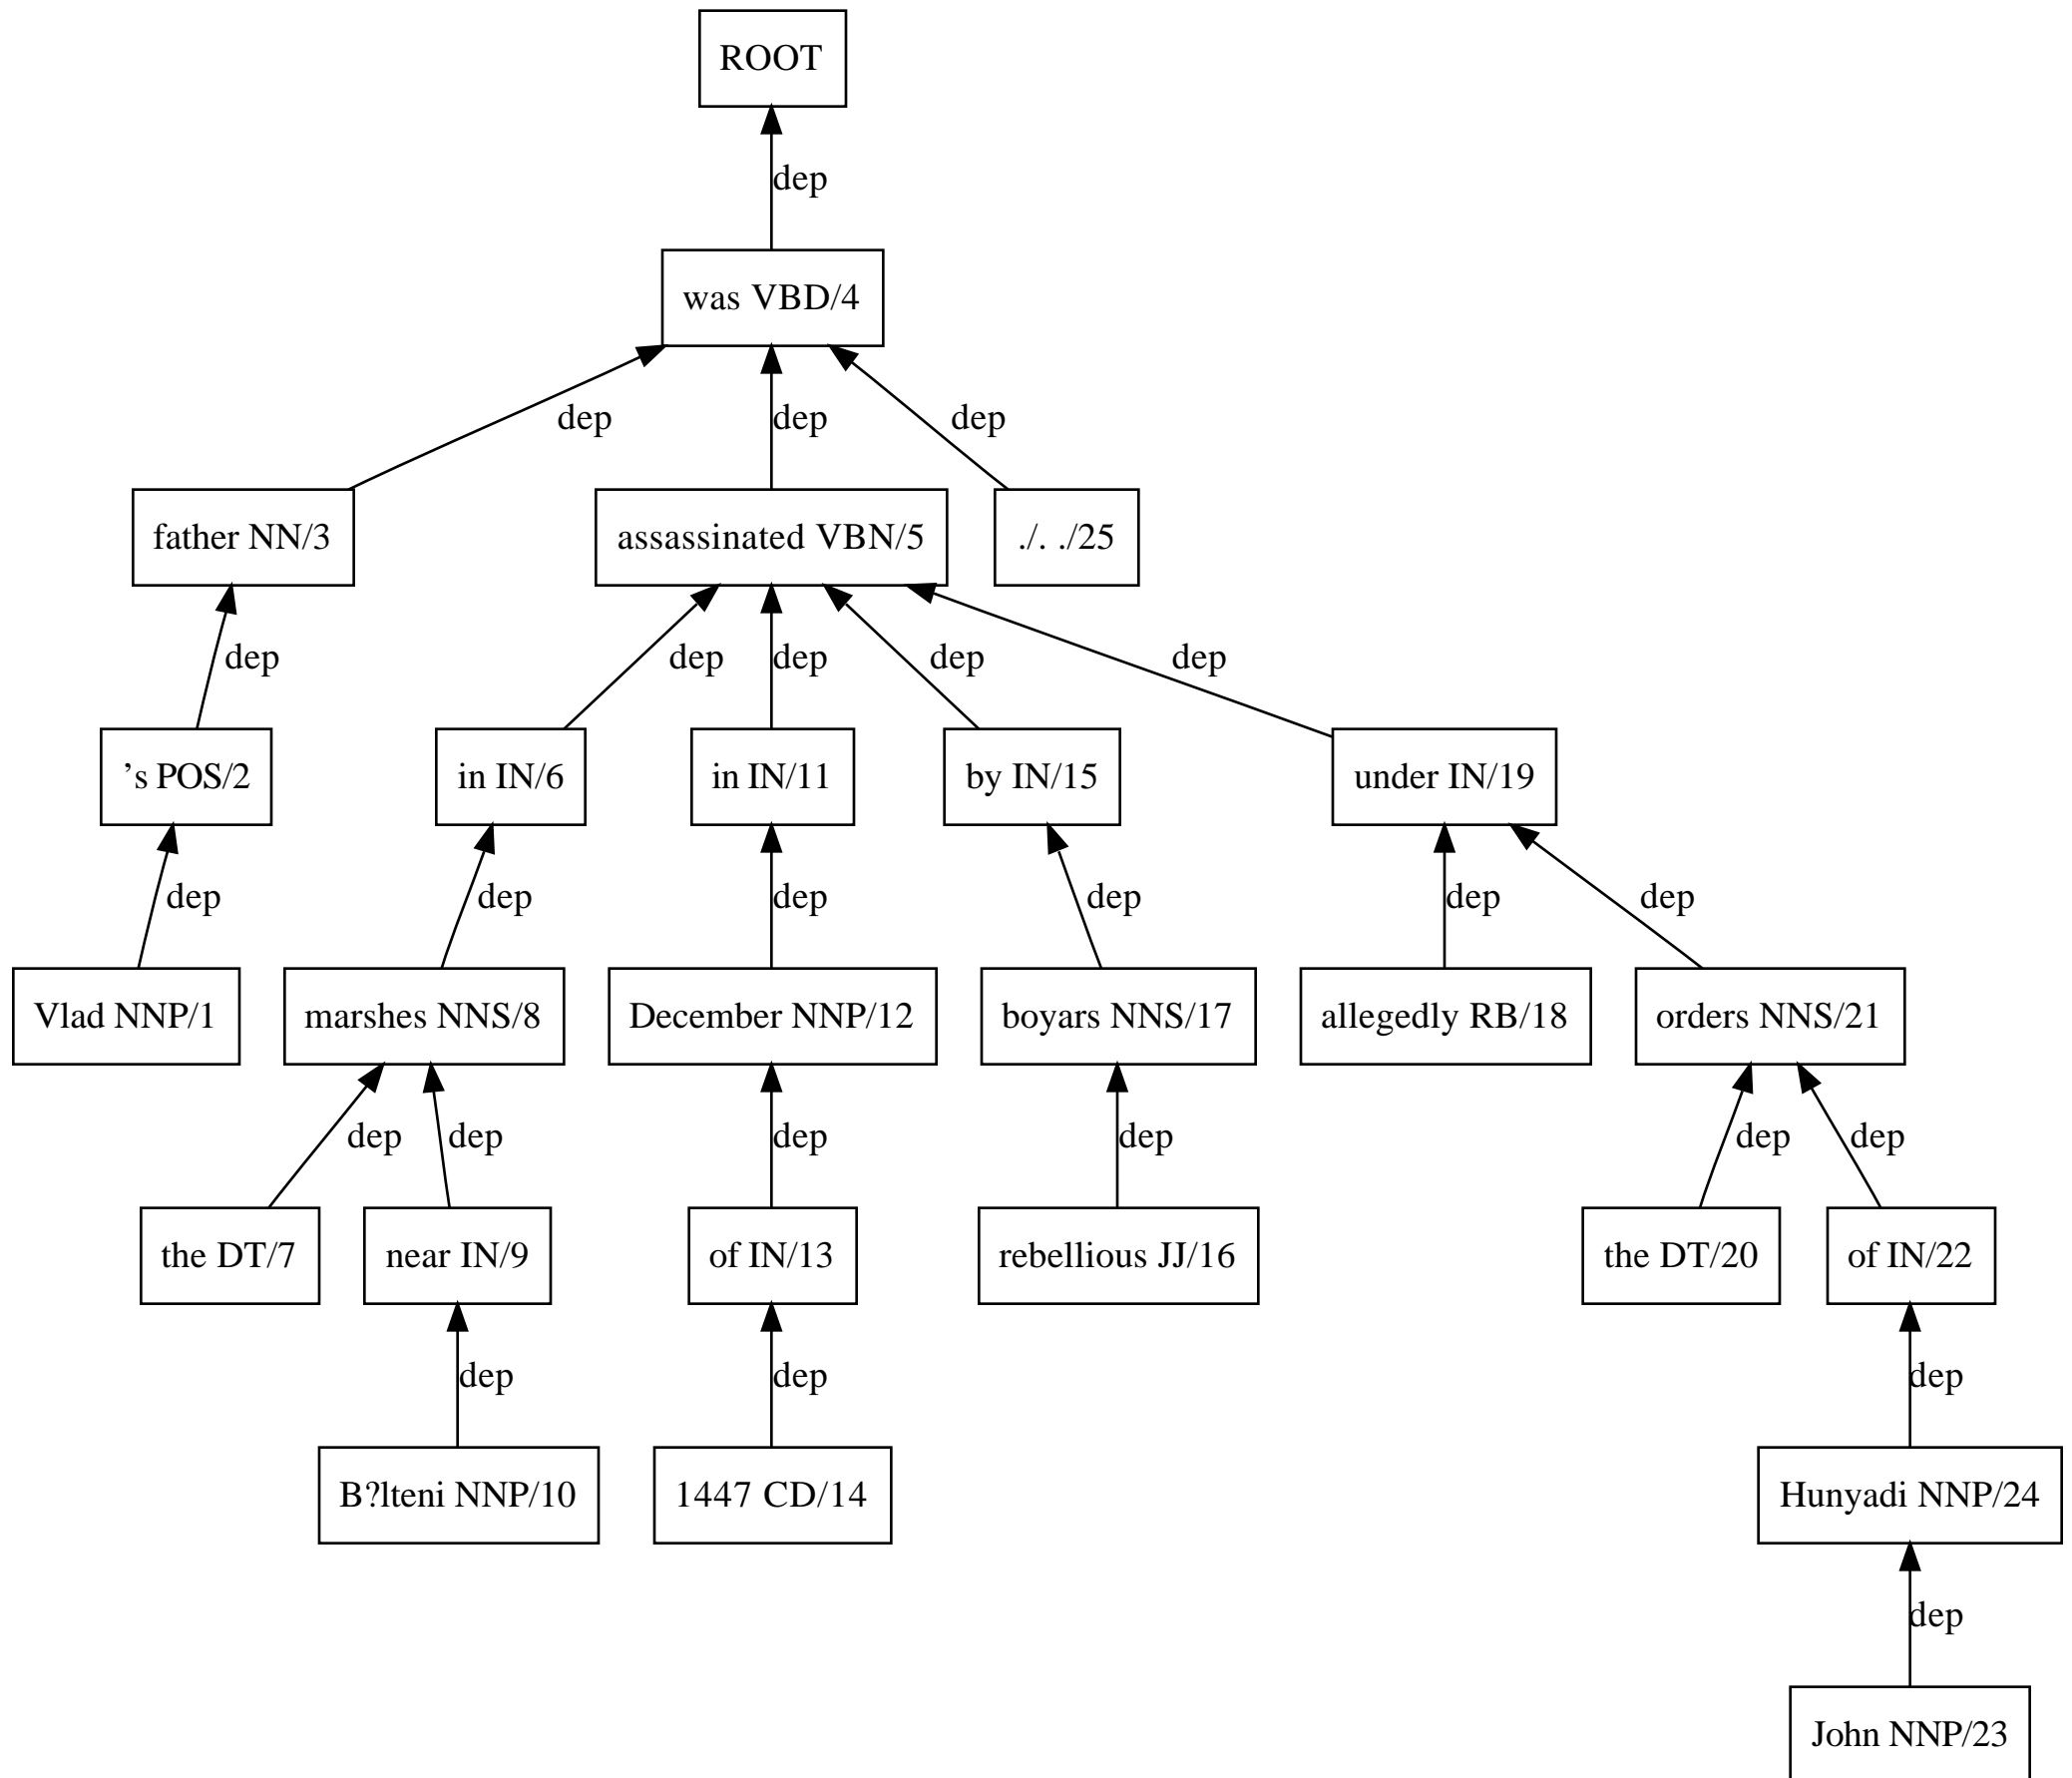 ROOT
dep
was VBD/4
dep dep dep
father NN/3 assassinated VBN/5 ./. ./25
dep dep dep dep dep
's POS/2 in IN/6 in IN/11 by IN/15 under IN/19
dep dep dep dep dep dep
Vlad NNP/1 marshes NNS/8 December NNP/12 boyars NNS/17 allegedly RB/18 orders NNS/21
dep dep dep dep dep dep
the DT/7 near IN/9 of IN/13 rebellious JJ/16 the DT/20 of IN/22
dep dep dep
B?lteni NNP/10 1447 CD/14 Hunyadi NNP/24
dep
John NNP/23